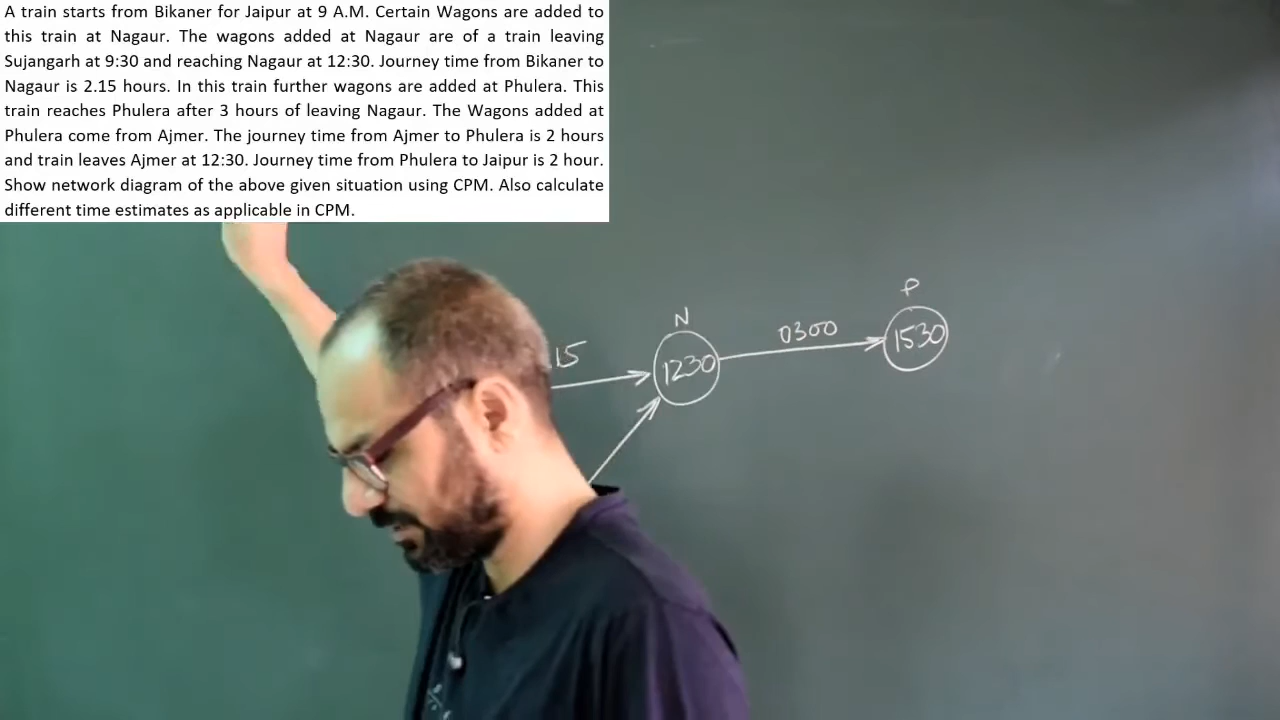 A train starts from Bikaner for Jaipur at 9 A.M. Certain Wagons are added to
this train at Nagaur. The wagons added at Nagaur are of a train leaving
Sujangarh at 9:30 and reaching Nagaur at 12:30. Journey time from Bikaner to
Nagaur is 2.15 hours. In this train further wagons are added at Phulera. This
train reaches Phulera after 3 hours of leaving Nagaur. The Wagons added at
Phulera come from Ajmer. The journey time from Ajmer to Phulera is 2 hours
and train leaves Ajmer at 12:30. Journey time from Phulera to Jaipur is 2 hour.
Show network diagram of the above given situation using CPM. Also calculate
different time estimates as applicable in CPM.
P
N
0300
1530
15
1230